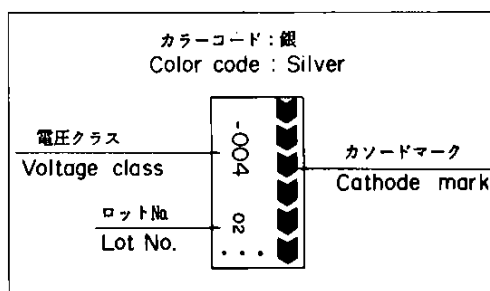 カラーコード：銀
Color code : Silver
電圧クラス
Voltage class
-004
カソードマーク
Cathode mark
ロットNo.
Lot No.
02
...